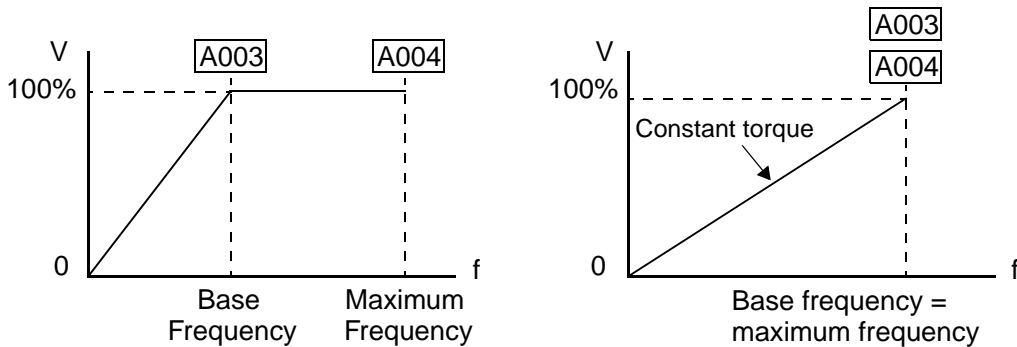 V
A003
A004
100%
0
f
Base
Frequency
Maximum
Frequency
A003
A004
V
100%
Constant torque
0
f
Base frequency =
maximum frequency